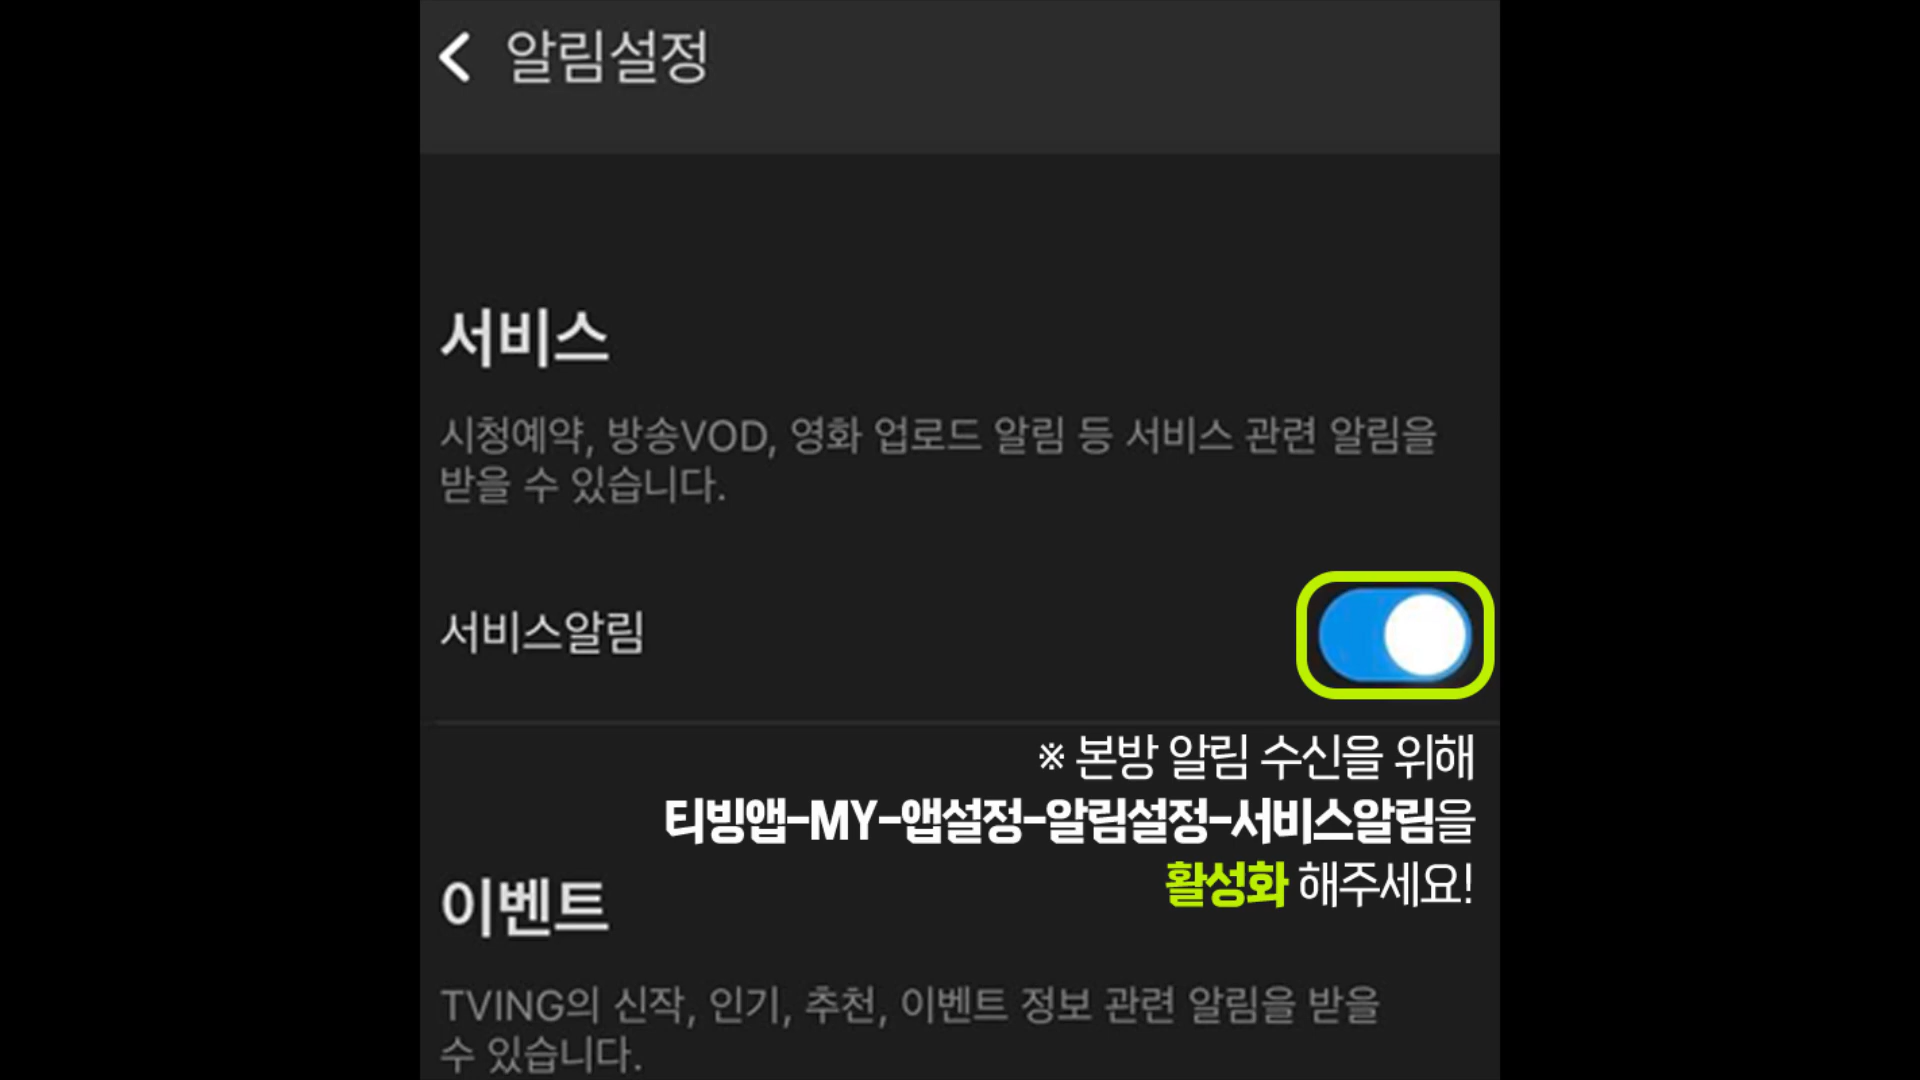 알림설정
서비스
시청예약, 방송VOD, 영화 업로드 알림 등 서비스 관련 알림을
받을 수 있습니다.
서비스알림
※ 본방 알림 수신을 위해
티빙앱-MY-앱설정-알림설정-서비스알림을
활성화 해주세요!
이벤트
TVING의 신작, 인기, 추천, 이벤트 정보 관련 알림을 받을
수 있습니다.